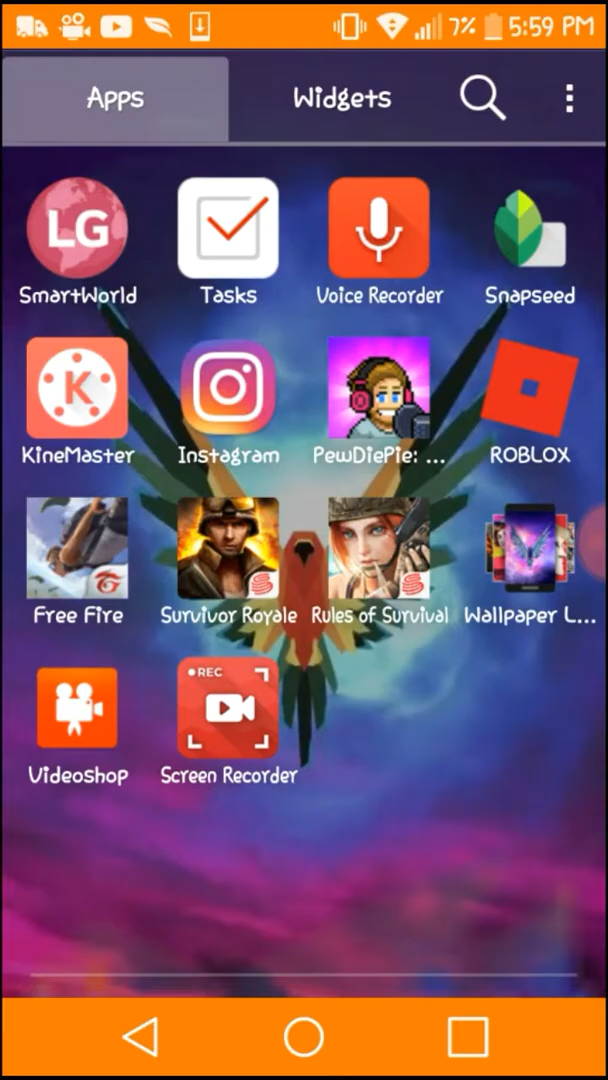 7% 5:59 PM
Apps Widgets
LG
SmartWorld Tasks Voice Recorder Snapseed
K
KineMaster Instagram PewDiePie: ... ROBLOX
Free Fire Survivor Royale Rules of Survival Wallpaper L...
REC
Videoshop Screen Recorder